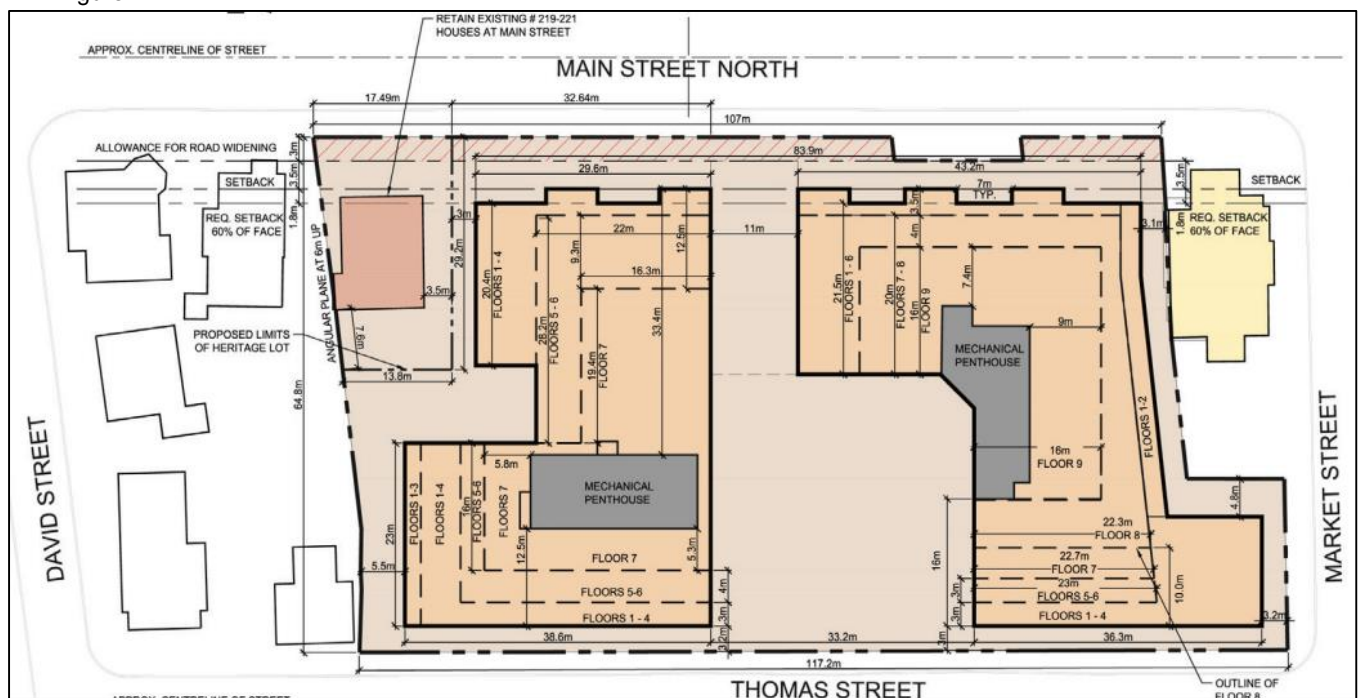 RETAIN EXISTING # 219-221
HOUSES AT MAIN STREET
APPROX. CENTRELINE OF STREET
MAIN STREET NORTH
17.49m
32.64m
107m
ALLOWANCE FOR ROAD WIDENING
3m
83.9m
3.5m
29.6m
43.2m
3.5m
SETBACK
7m
TYP.
SETBACK
REQ. SETBACK
60% OF FACE
1.8m
3m
3.5m
3.1m
1.8m
REQ. SETBACK
60% OF FACE
22m
12.5m
11m
4m
29.2m
9.3m
16.3m
20.4m
FLOORS 1 - 4
21.5m
FLOORS 1 - 6
20m
FLOORS 7 - 8
16m
FLOOR 9
7.4m
3.5m
ANGULAR PLANE AT 6m UP
7.6m
PROPOSED LIMITS
OF HERITAGE LOT
26.2m
FLOORS 5 - 6
19.4m
FLOOR 7
33.4m
MECHANICAL
PENTHOUSE
9m
13.8m
64.8m
FLOORS 1-2
DAVID STREET
MARKET STREET
16m
FLOOR 9
5.8m
MECHANICAL
PENTHOUSE
23m
FLOORS 1-3
FLOORS 1-4
16m
FLOORS 5-6
FLOOR 7
12.5m
5.3m
4.8m
22.3m
FLOOR 8
16m
FLOOR 7
22.7m
FLOOR 7
10.0m
5.5m
4m
3m
23m
FLOORS 5-6
FLOORS 5-6
FLOORS 1 - 4
3m
3m
FLOORS 1 - 4
3.2m
38.6m
3.2m
33.2m
3m
36.3m
117.2m
THOMAS STREET
OUTLINE OF
FLOOR 8
APPROX. CENTRELINE OF STREET